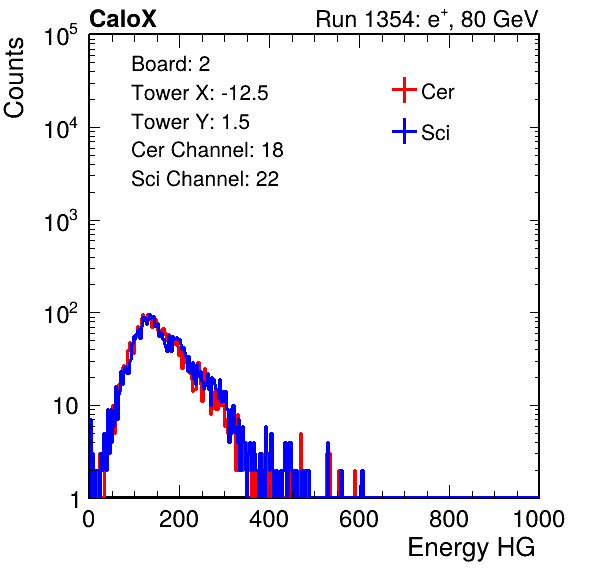 CaloX Run 1354: e⁺, 80 GeV
Counts
Board: 2
Tower X: -12.5
Tower Y: 1.5
Cer Channel: 18
Sci Channel: 22
Cer
Sci
10⁵
10⁴
10³
10²
10
1
0 200 400 600 800 1000
Energy HG